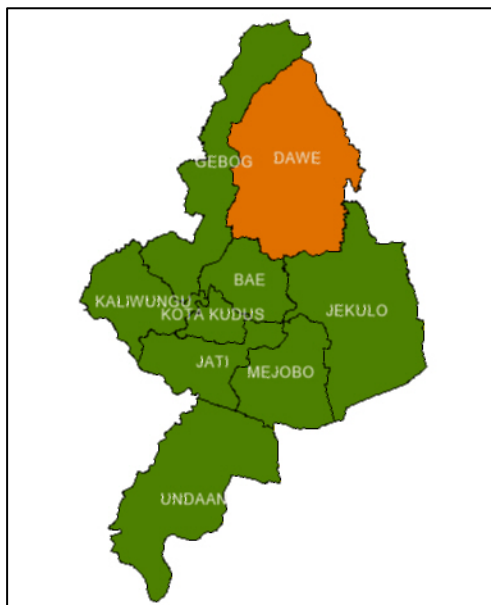 DAWE
GEBOG
BAE
KALIWUNGU
KOTA KUDUS
JEKULO
JATI
MEJOBO
UNDAAN